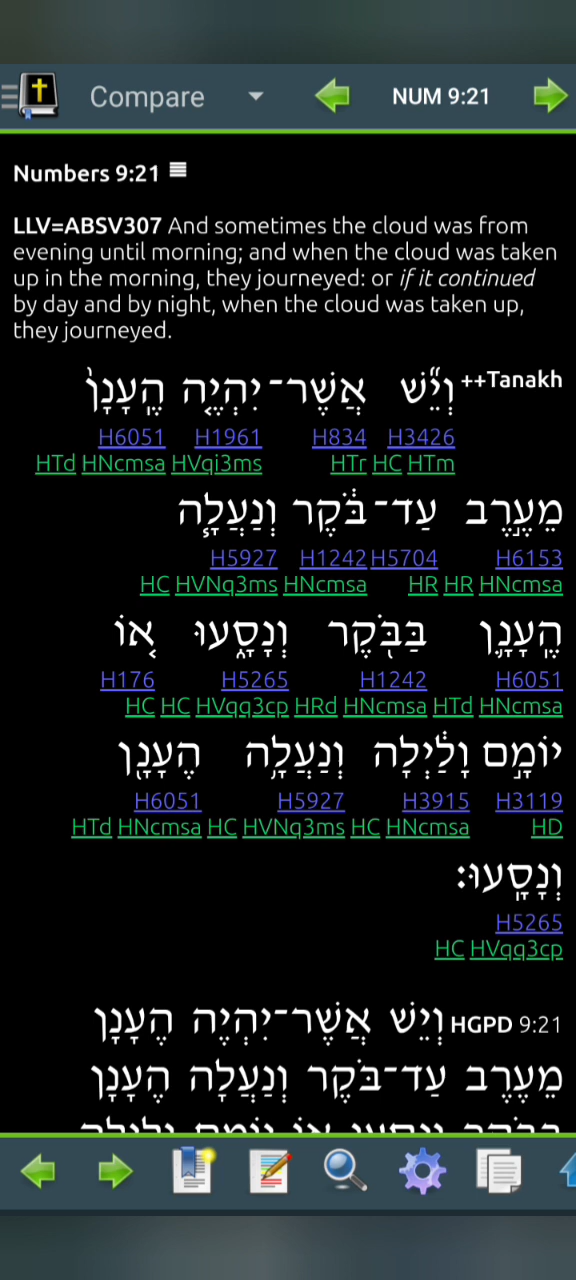 Compare
NUM 9:21
Numbers 9:21
LLV=ABSV307 And sometimes the cloud was from
evening until morning; and when the cloud was taken
up in the morning, they journeyed: or if it continued
by day and by night, when the cloud was taken up,
they journeyed.
++Tanakh וְיֵ֞שׁ אֲשֶׁר־יִהְיֶ֤ה הֶֽעָנָן֙
H3426 H834 H1961 H6051
HTd HNcmsa HVqi3ms HTr HC HTm
מֵעֶ֣רֶב עַד־בֹּ֔קֶר וְנַעֲלָ֧ה
H6153 H5704 H1242 H5927
HC HVNq3ms HNcmsa HR HR HNcmsa
הֶֽעָנָ֛ן בַּבֹּ֖קֶר וְנָסָ֑עוּ א֚וֹ
H6051 H1242 H5265 H176
HC HC HVqq3cp HRd HNcmsa HTd HNcmsa
יוֹמָ֣ם וָלַ֔יְלָה וְנַעֲלָ֥ה הֶעָנָ֖ן
H3119 H3915 H5927 H6051
HTd HNcmsa HC HVNq3ms HC HNcmsa HD
וְנָסָֽעוּ׃
H5265
HC HVqq3cp
HGPD 9:21 וְיֵשׁ אֲשֶׁר־יִהְיֶה הֶעָנָן
מֵעֶרֶב עַד־בֹּקֶר וְנַעֲלָה הֶעָנָן